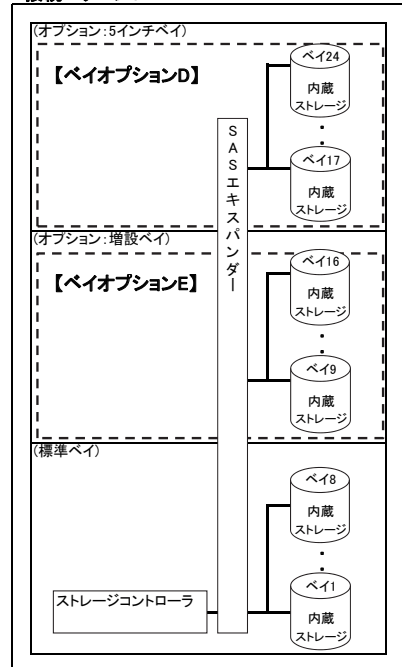 (オプション:5インチベイ)
【ベイオプションD】
ベイ24
内蔵
ストレージ
ベイ17
内蔵
ストレージ
SASエキスパンダー
(オプション:増設ベイ)
【ベイオプションE】
ベイ16
内蔵
ストレージ
ベイ9
内蔵
ストレージ
(標準ベイ)
ベイ8
内蔵
ストレージ
ベイ1
内蔵
ストレージ
ストレージコントローラ